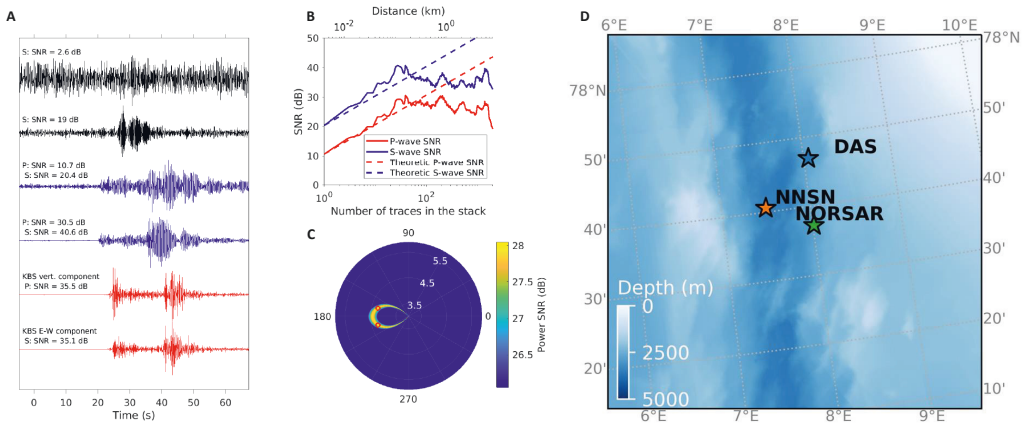 A
S: SNR = 2.6 dB
S: SNR = 19 dB
P: SNR = 10.7 dB
S: SNR = 20.4 dB
P: SNR = 30.5 dB
S: SNR = 40.6 dB
KBS vert. component
P: SNR = 35.5 dB
KBS E-W component
S: SNR = 35.1 dB
0 10 20 30 40 50 60
Time (s)
B
Distance (km)
10⁻² 10⁰
50
40
30
20
10
0
SNR (dB)
P-wave SNR
S-wave SNR
Theoretic P-wave SNR
Theoretic S-wave SNR
10⁰ 10²
Number of traces in the stack
C
90
180
0
270
5.5
4.5
3.5
28
27.5
27
26.5
Power SNR (dB)
D
6°E 7°E 8°E 9°E 10°E
78°N
50'
40'
30'
20'
10'
78°N
50'
40'
30'
20'
DAS
NNSN
NORSAR
Depth (m)
0
2500
5000
6°E 7°E 8°E 9°E